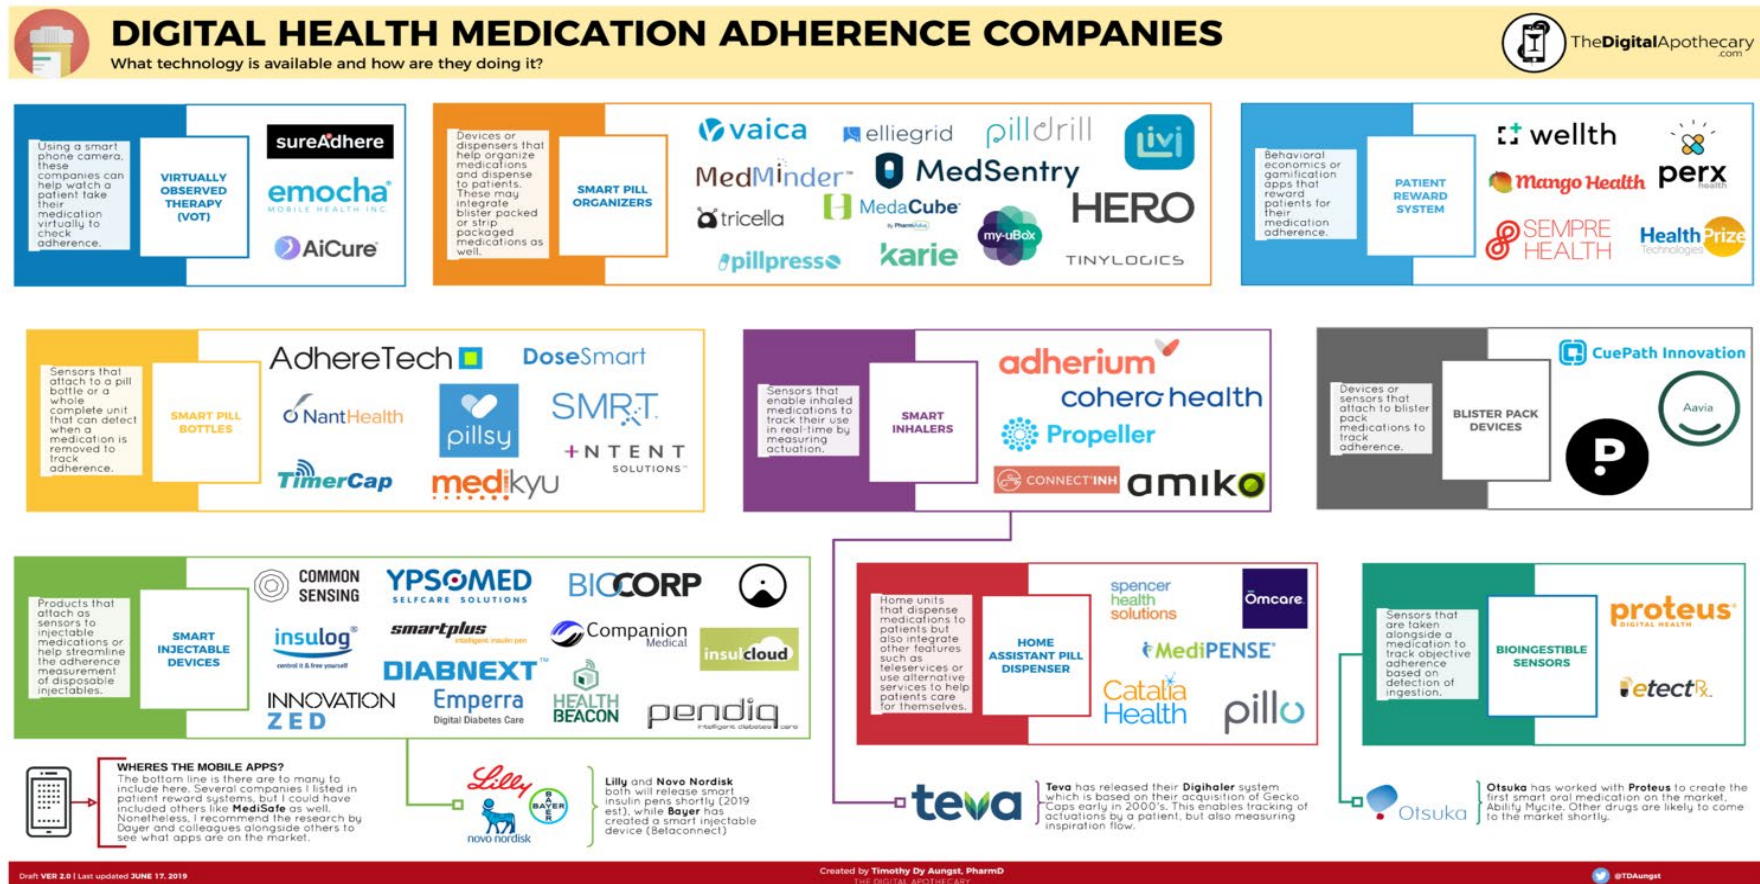 DIGITAL HEALTH MEDICATION ADHERENCE COMPANIES
What technology is available and how are they doing it?
TheDigitalApothecary
.com
Using a smart
phone camera,
these
companies can
help watch a
patient take
their
medication
virtually to
check
adherence.
VIRTUALLY
OBSERVED
THERAPY
(VOT)
sureAdhere
emocha
MOBILE HEALTH INC.
AiCure
Devices or
dispensers that
help organize
medications
and dispense
to patients.
These may
integrate
blister packed
or strip
packaged
medications as
well.
SMART PILL
ORGANIZERS
vaica
elliegrid
pilldrill
Livi
MedMinder™
MedSentry
tricella
MedaCube
By PharmAdva
my-uBox
HERO
pillpresso
karie
TINYLOGICS
Behavioral
economics or
gamification
apps that
reward
patients for
their
medication
adherence.
PATIENT
REWARD
SYSTEM
wellth
Mango Health
perx
health
SEMPRE
HEALTH
HealthPrize
Technologies
Sensors that
attach to a pill
bottle or a
whole
complete unit
that can detect
when a
medication is
removed to
track
adherence.
SMART PILL
BOTTLES
AdhereTech
DoseSmart
NantHealth
pillsy
SMRT
+NTENT
SOLUTIONS™
TimerCap
medikyu
Sensors that
enable inhaled
medications to
track their use
in real-time by
measuring
actuation.
SMART
INHALERS
adherium
cohero health
Propeller
CONNECT'INH
amiko
Devices or
sensors that
attach to blister
pack
medications to
track
adherence.
BLISTER PACK
DEVICES
CuePath Innovation
Aavia
P
Products that
attach as
sensors to
injectable
medications or
help streamline
the adherence
measurement
of disposable
injectables.
SMART
INJECTABLE
DEVICES
COMMON
SENSING
YPSOMED
SELFCARE SOLUTIONS
BIOCORP
insulog®
control it & free yourself
smartplus
intelligent insulin pen
Companion
Medical
insulcloud
DIABNEXT™
INNOVATION
ZED
Emperra
Digital Diabetes Care
HEALTH
BEACON
pendiq
intelligent diabetes care
Home units
that dispense
medications to
patients but
also integrate
other features
such as
teleservices or
use alternative
services to help
patients care
for themselves.
HOME
ASSISTANT PILL
DISPENSER
spencer
health
solutions
Ōmcare
MediPENSE®
Catalia
Health
pillo
Sensors that
are taken
alongside a
medication to
track objective
adherence
based on
detection of
ingestion.
BIOINGESTIBLE
SENSORS
proteus
DIGITAL HEALTH
etectRx
WHERES THE MOBILE APPS?
The bottom line is there are to many to
include here. Several companies I listed in
patient reward systems, but I could have
included others like MediSafe as well.
Nonetheless, I recommend the research by
Dayer and colleagues alongside others to
see what apps are on the market.
Lilly
BAYER
BAYER
novo nordisk
Lilly and Novo Nordisk
both will release smart
insulin pens shortly (2019
est), while Bayer has
created a smart injectable
device (Betaconnect)
teva
Teva has released their Digihaler system
which is based on their acquisition of Gecko
Caps early in 2000's. This enables tracking of
actuations by a patient, but also measuring
inspiration flow.
Otsuka
Otsuka has worked with Proteus to create the
first smart oral medication on the market,
Abilify Mycite. Other drugs are likely to come
to the market shortly.
Draft VER 2.0 | Last updated JUNE 17, 2019
Created by Timothy Dy Aungst, PharmD
THE DIGITAL APOTHECARY
@TDAungst